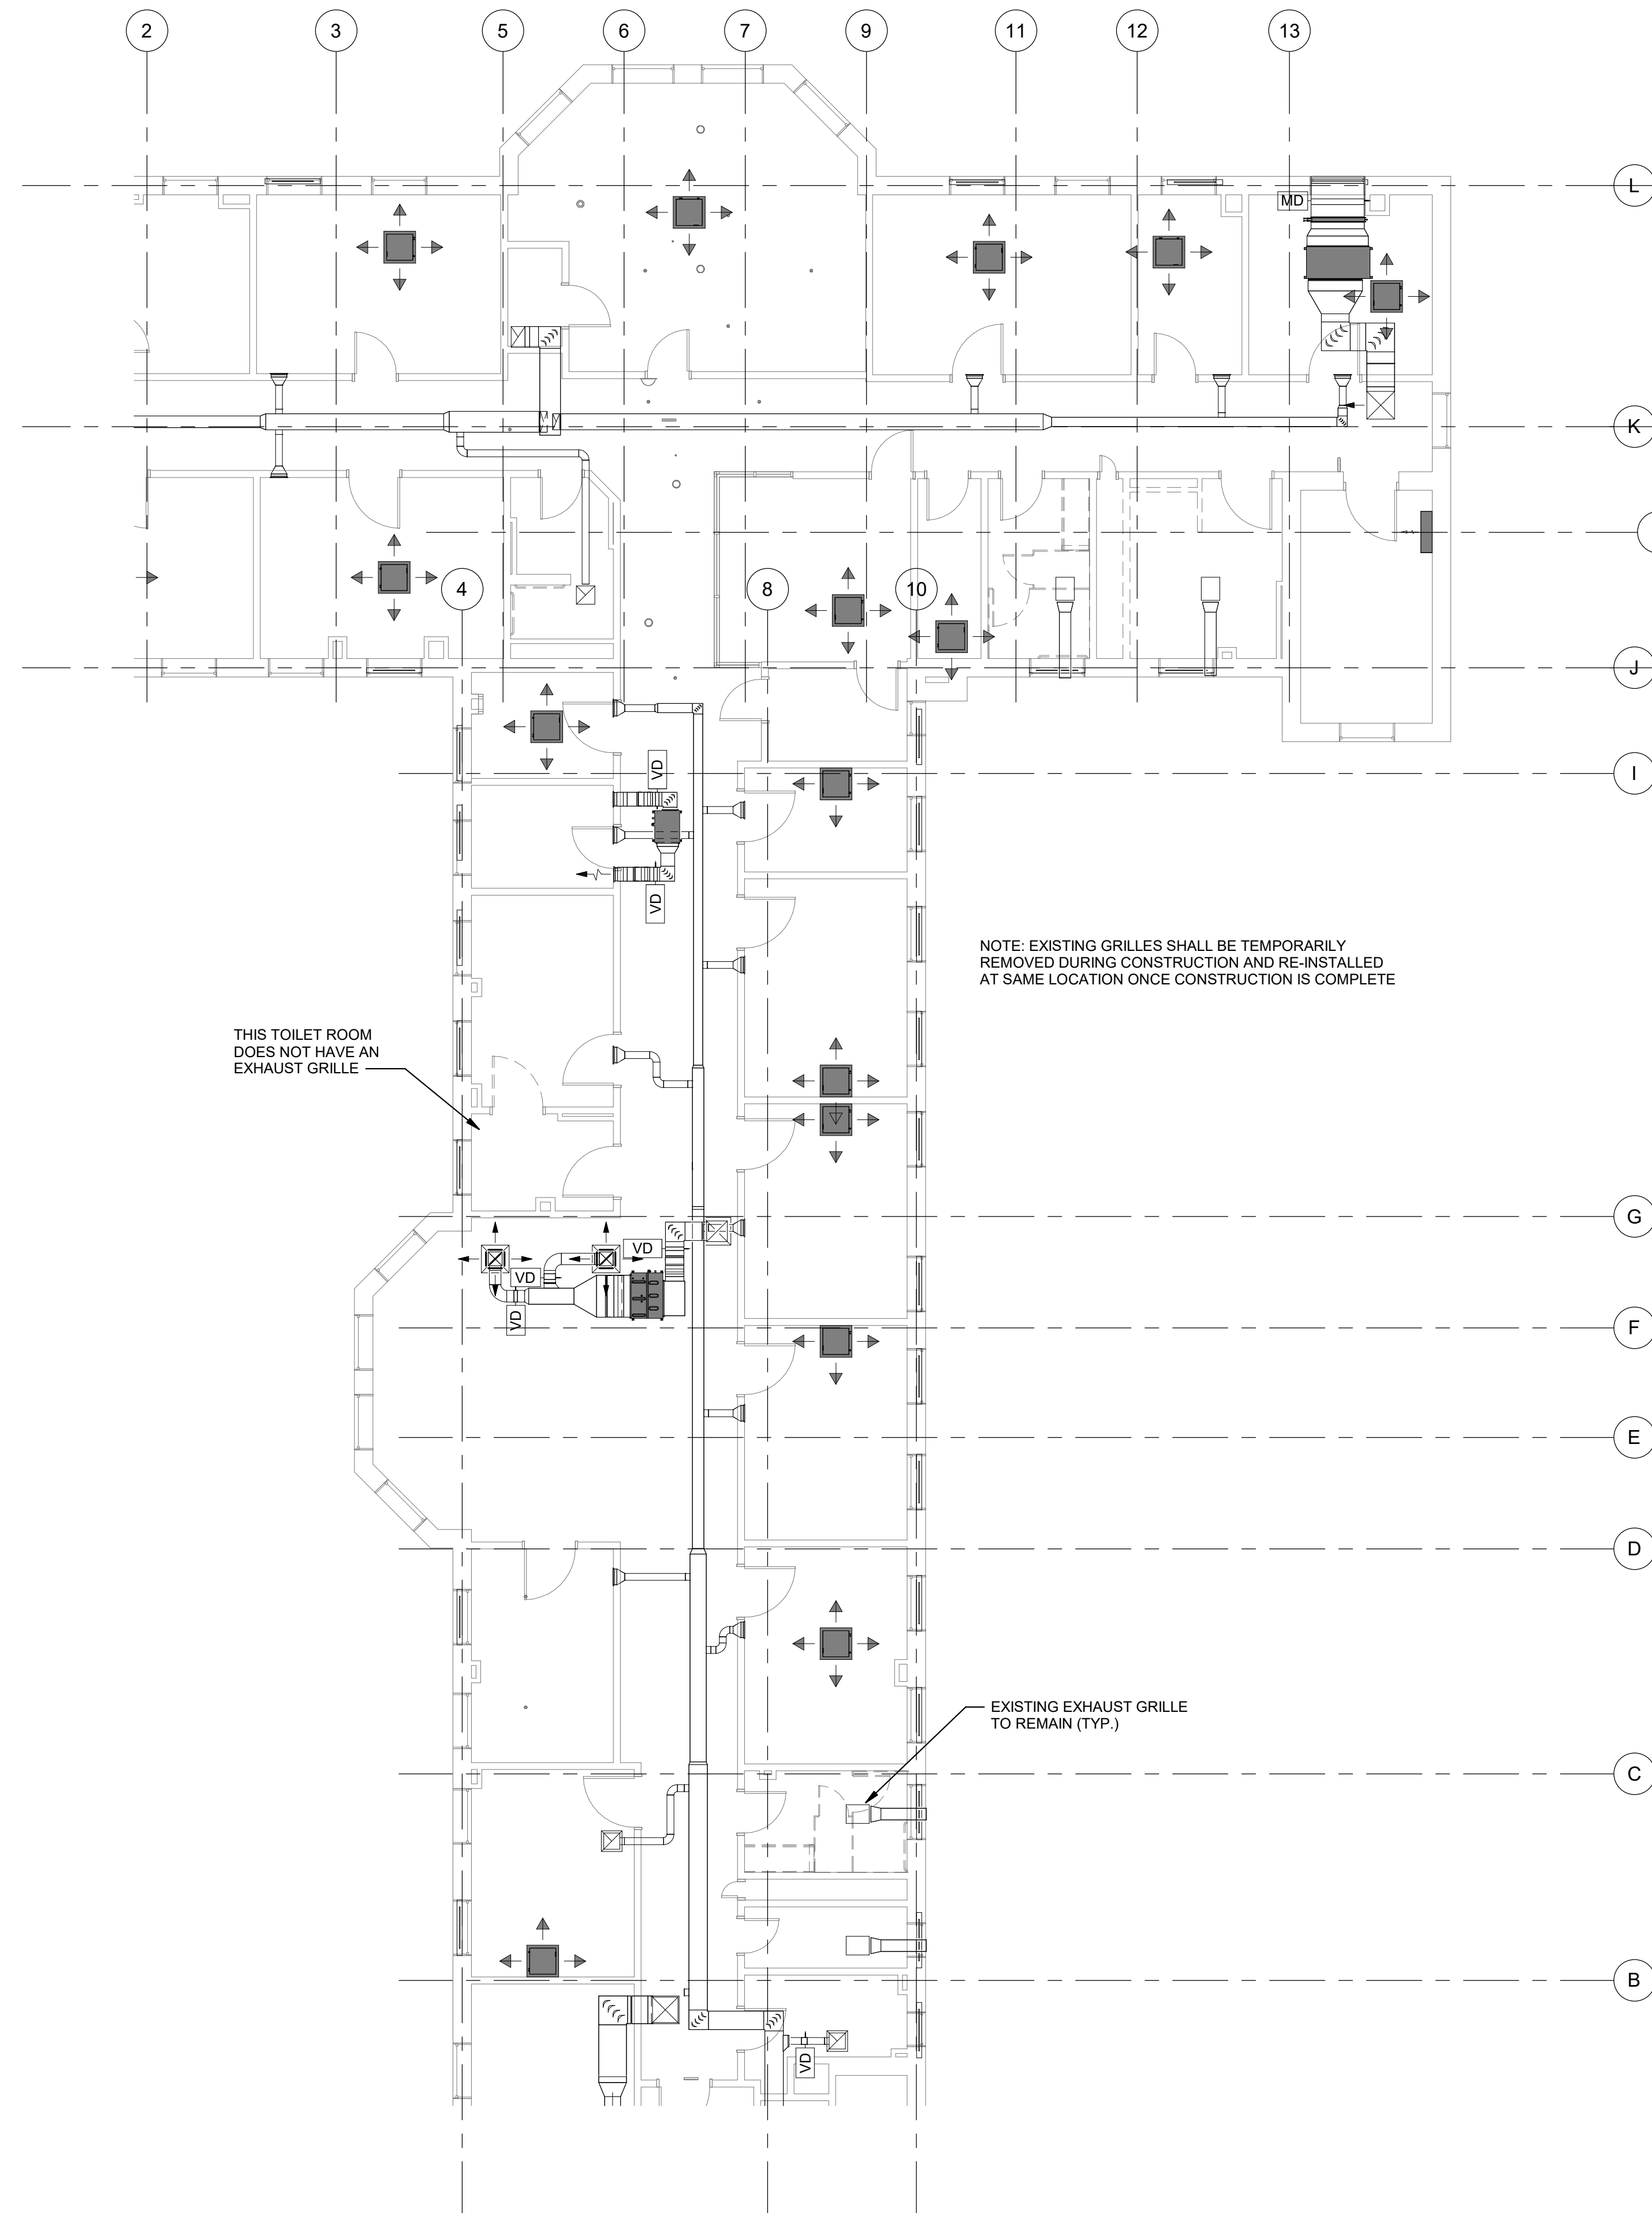 2
3
5
6
7
9
11
12
13
L
MD
K
4
8
10
J
VD
I
VD
NOTE: EXISTING GRILLES SHALL BE TEMPORARILY
REMOVED DURING CONSTRUCTION AND RE-INSTALLED
AT SAME LOCATION ONCE CONSTRUCTION IS COMPLETE
THIS TOILET ROOM
DOES NOT HAVE AN
EXHAUST GRILLE
G
VD
VD
VD
F
E
D
EXISTING EXHAUST GRILLE
TO REMAIN (TYP.)
C
B
VD